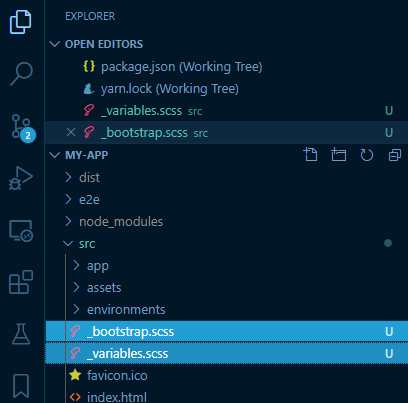 EXPLORER
OPEN EDITORS
package.json (Working Tree)
yarn.lock (Working Tree)
_variables.scss src U
_bootstrap.scss src U
2
MY-APP
dist
e2e
node_modules
src
app
assets
environments
_bootstrap.scss U
_variables.scss U
favicon.ico
index.html